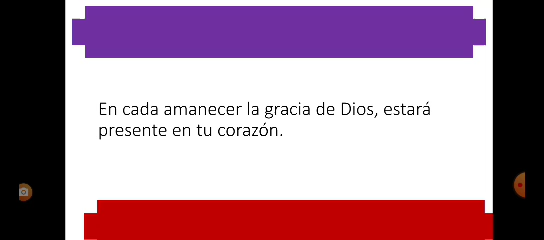 En cada amanecer la gracia de Dios, estará
presente en tu corazón.